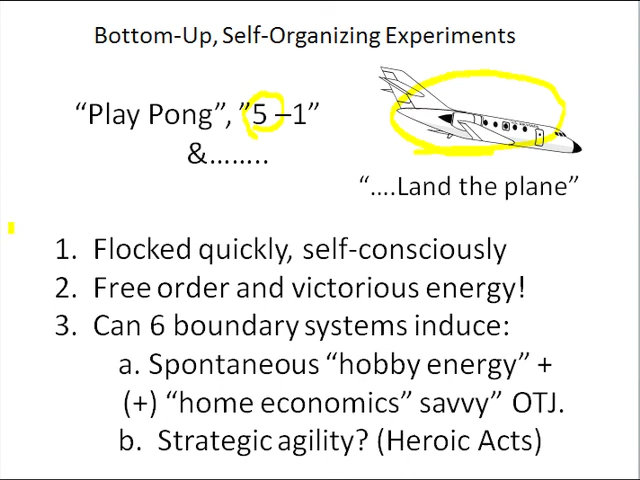 Bottom-Up, Self-Organizing Experiments
“Play Pong”, ”5 –1”
&........
“....Land the plane”
1. Flocked quickly, self-consciously
2. Free order and victorious energy!
3. Can 6 boundary systems induce:
a. Spontaneous “hobby energy” +
(+) “home economics” savvy” OTJ.
b. Strategic agility? (Heroic Acts)